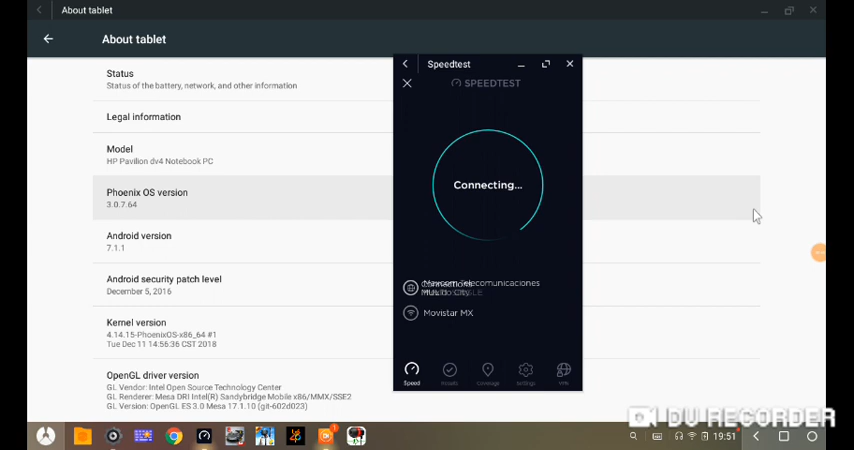 About tablet
About tablet
Status
Status of the battery, network, and other information
Legal information
Model
HP Pavilion dv4 Notebook PC
Phoenix OS version
3.0.7.64
Android version
7.1.1
Android security patch level
December 5, 2016
Kernel version
4.14.15-PhoenixOS-x86_64 #1
Tue Dec 11 14:56:36 CST 2018
OpenGL driver version
GL Vendor: Intel Open Source Technology Center
GL Renderer: Mesa DRI Intel(R) Sandybridge Mobile x86/MMX/SSE2
GL Version: OpenGL ES 3.0 Mesa 17.1.10 (git-602d023)
Speedtest
SPEEDTEST
Connecting...
Telecomunicaciones
Movistar MX
Speed Results Coverage Settings VPN
DU RECORDER
1
19:51